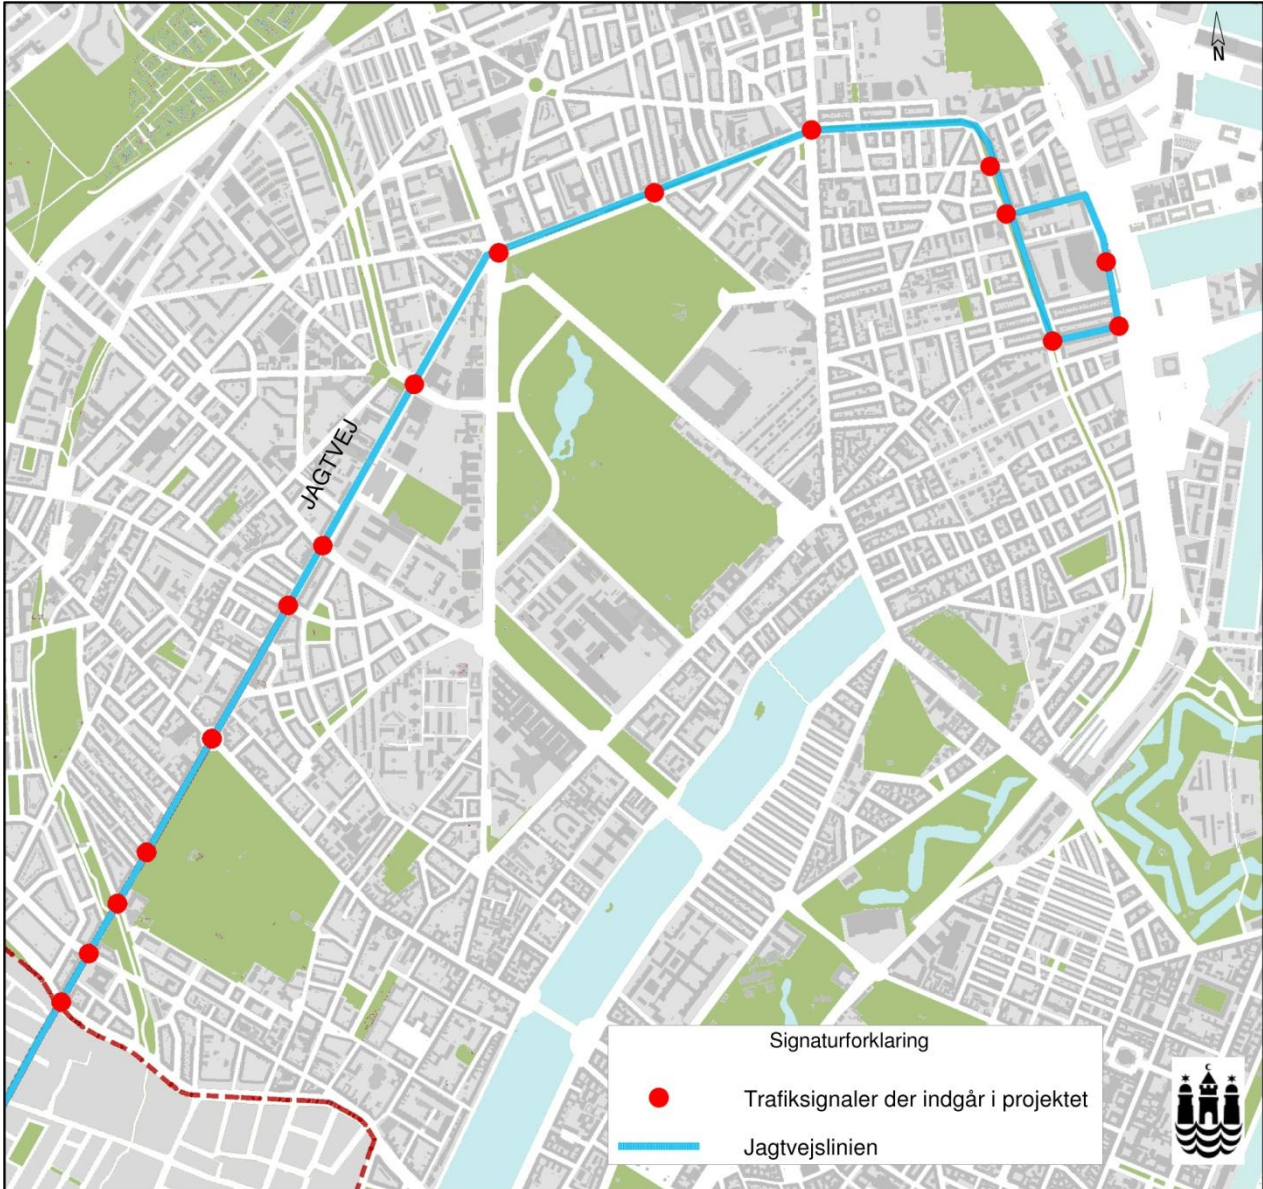 N
JAGTVEJ
Signaturforklaring
Trafiksignaler der indgår i projektet
Jagtvejslinien